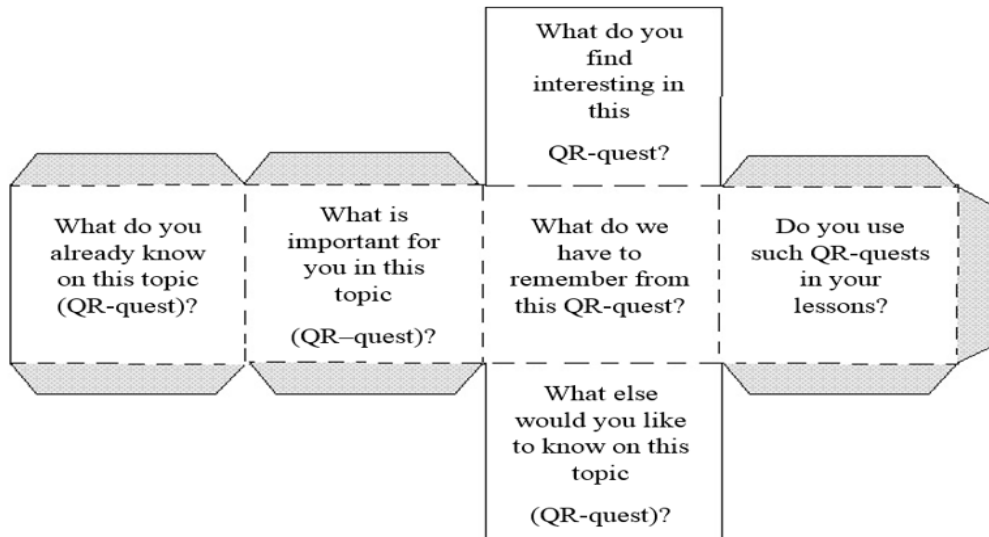 What do you
find
interesting in
this
QR-quest?
What do you
already know
on this topic
(QR-quest)?
What is
important for
you in this
topic
(QR–quest)?
What do we
have to
remember from
this QR-quest?
Do you use
such QR-quests
in your
lessons?
What else
would you like
to know on this
topic
(QR-quest)?